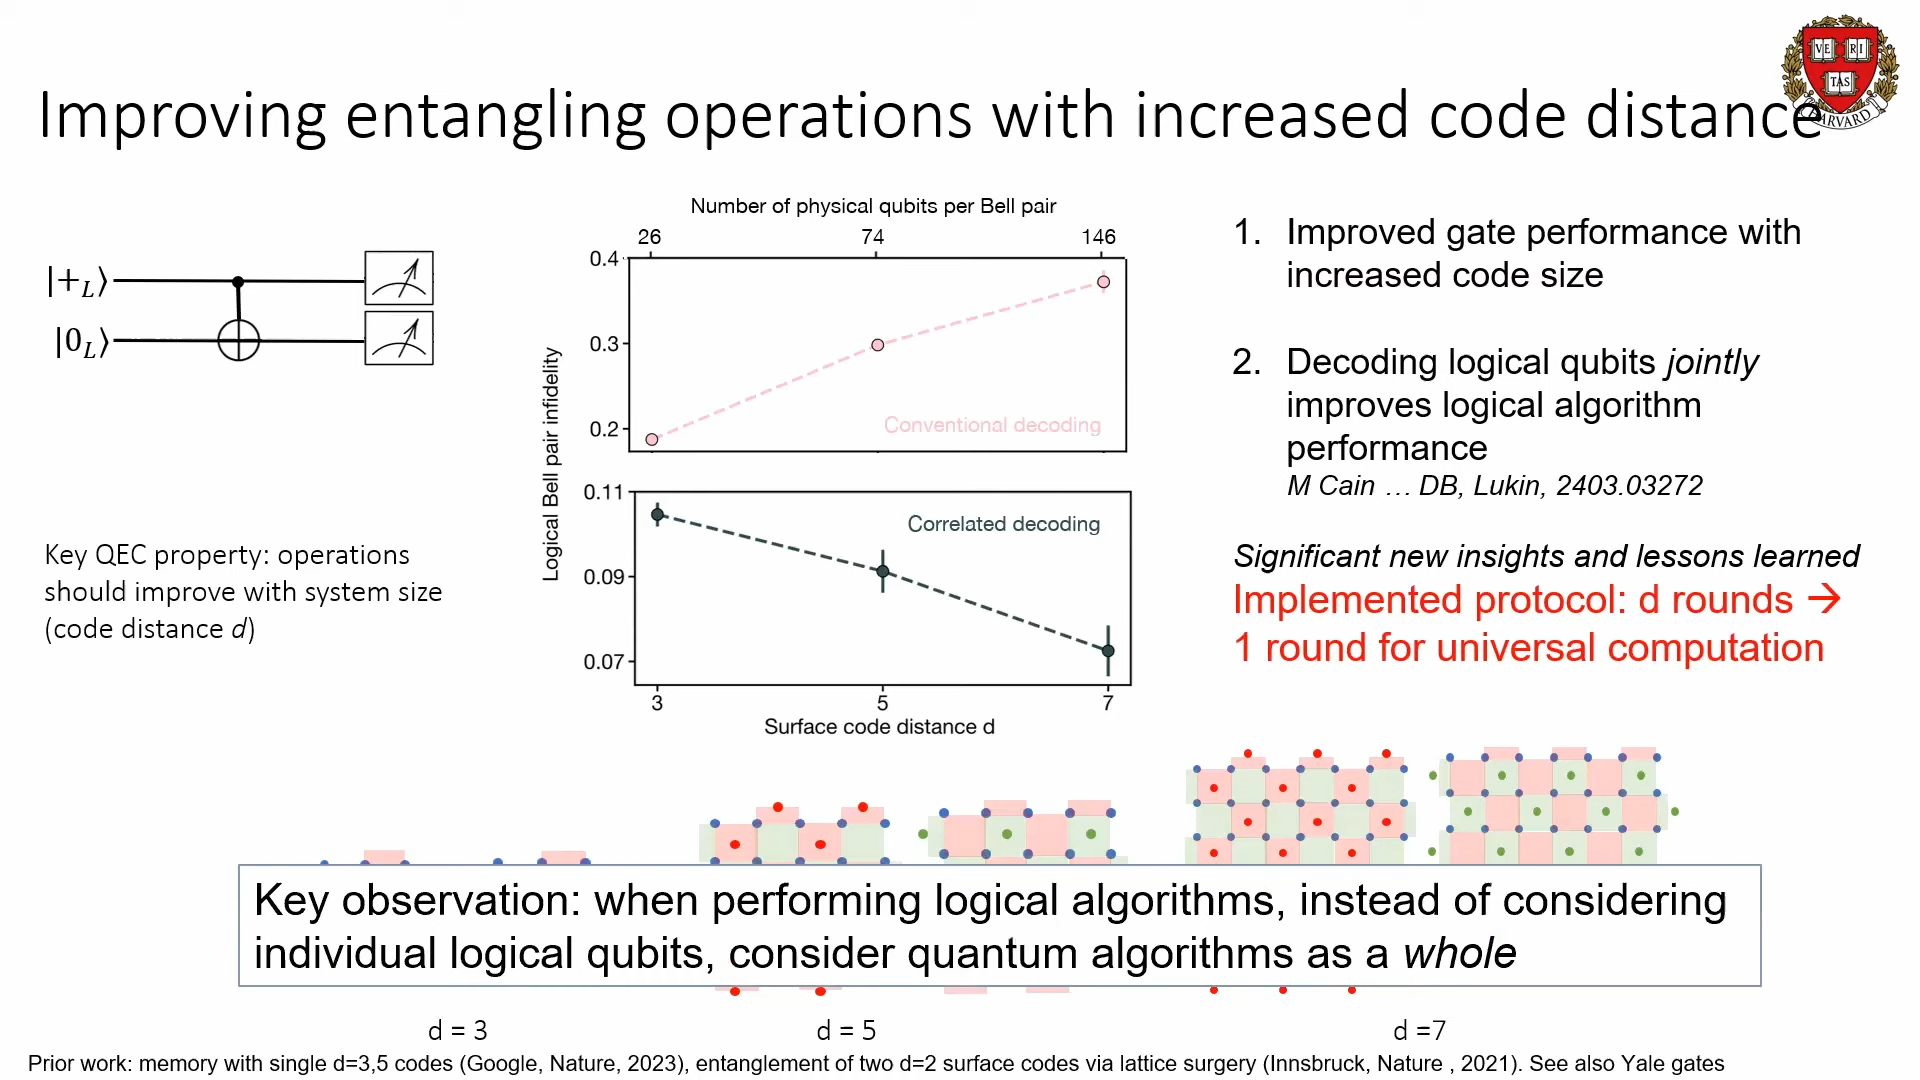 Improving entangling operations with increased code distance
VE RI
TAS
HARVARD
|+L⟩
|0L⟩
Key QEC property: operations
should improve with system size
(code distance d)
Number of physical qubits per Bell pair
26 74 146
0.4
0.3
0.2
Conventional decoding
Logical Bell pair infidelity
0.11
0.09
0.07
Correlated decoding
3 5 7
Surface code distance d
1. Improved gate performance with
increased code size
2. Decoding logical qubits jointly
improves logical algorithm
performance
M Cain … DB, Lukin, 2403.03272
Significant new insights and lessons learned
Implemented protocol: d rounds →
1 round for universal computation
Key observation: when performing logical algorithms, instead of considering
individual logical qubits, consider quantum algorithms as a whole
d = 3 d = 5 d =7
Prior work: memory with single d=3,5 codes (Google, Nature, 2023), entanglement of two d=2 surface codes via lattice surgery (Innsbruck, Nature , 2021). See also Yale gates